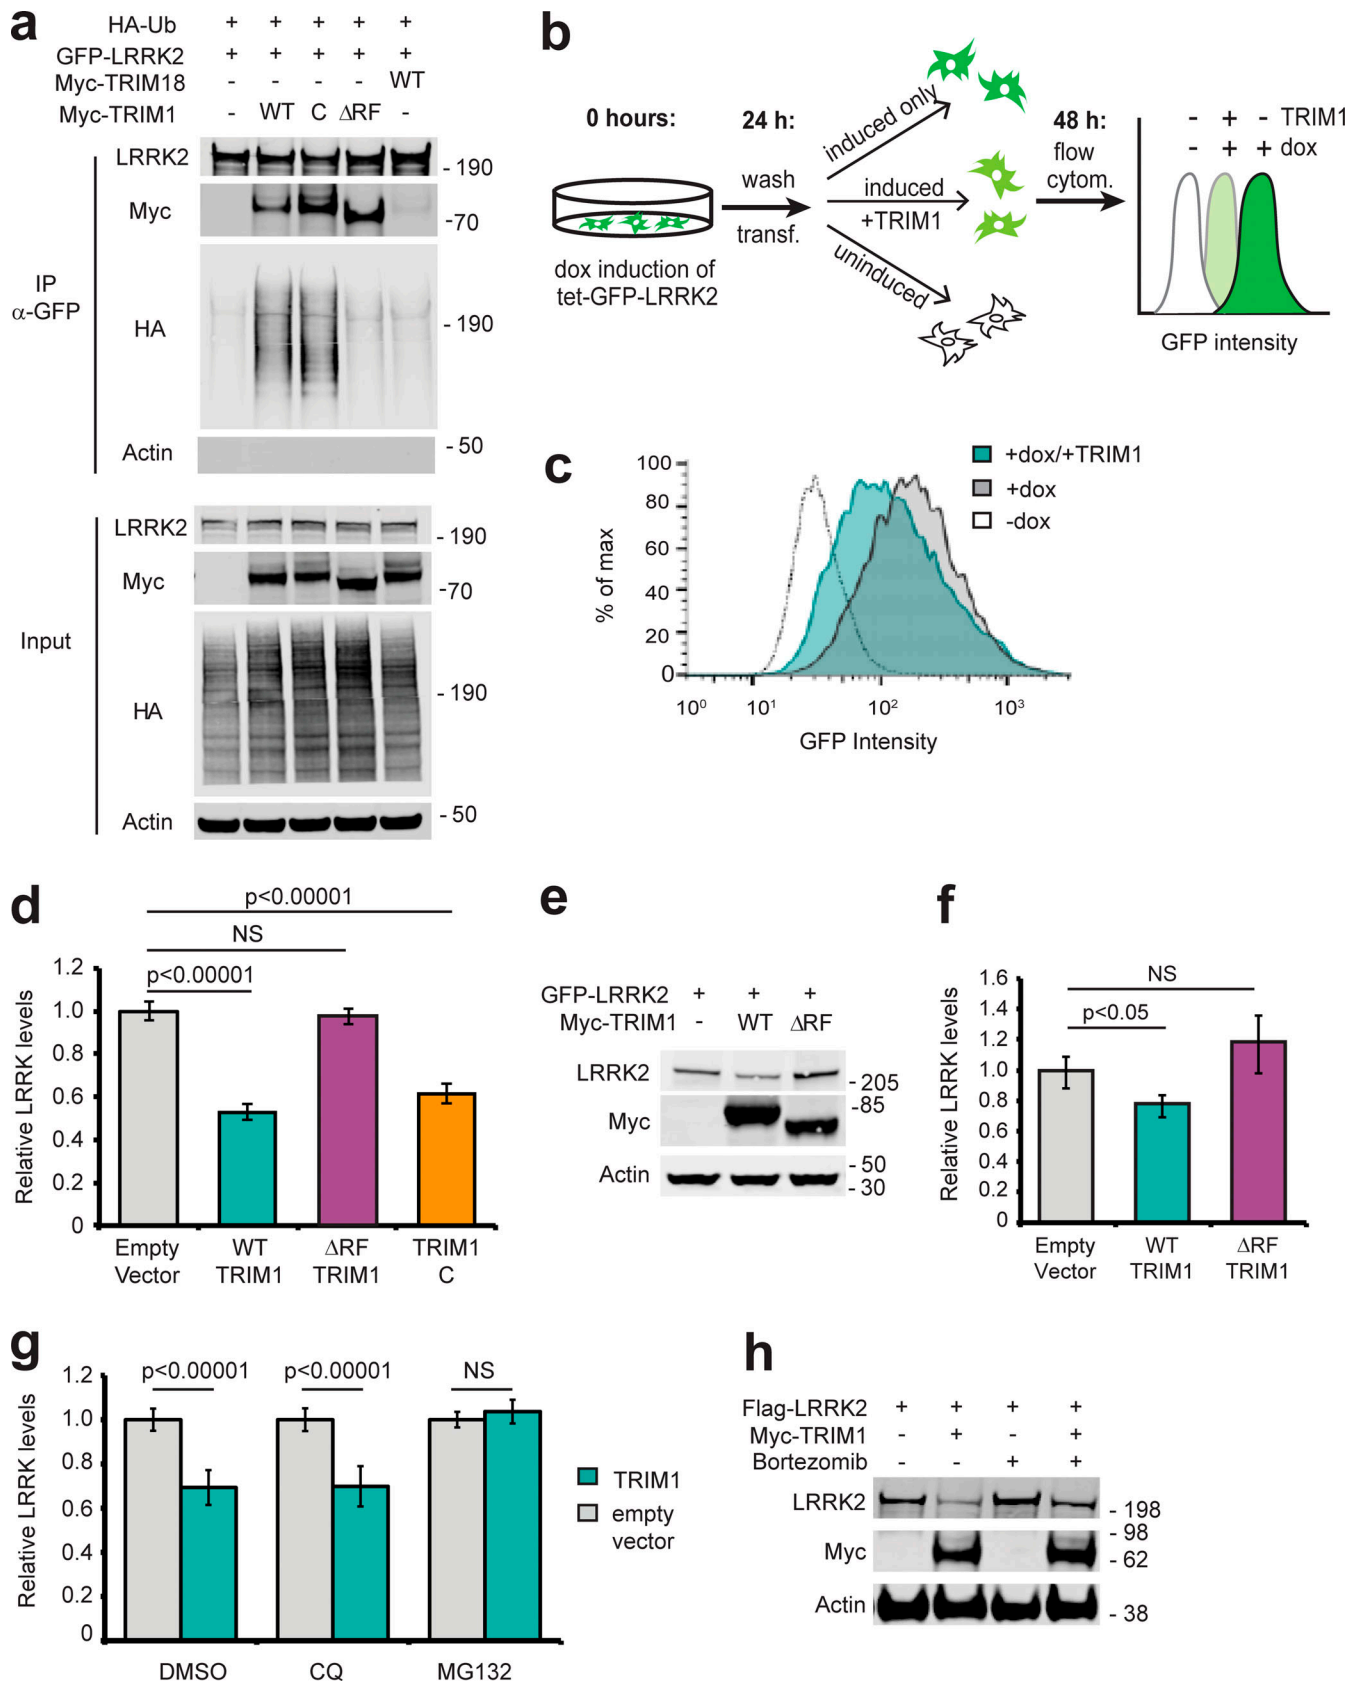 a
HA-Ub + + + + +
GFP-LRRK2 + + + + +
Myc-TRIM18 - - - - WT
Myc-TRIM1 - WT C ΔRF -
IP
α-GFP
LRRK2 - 190
Myc - 70
HA - 190
Actin - 50
Input
LRRK2 - 190
Myc -70
HA - 190
Actin - 50
b
0 hours:
dox induction of
tet-GFP-LRRK2
24 h:
wash
transf.
induced only
induced
+TRIM1
uninduced
48 h:
flow
cytom.
- + - TRIM1
- + + dox
GFP intensity
c
100
80
60
40
20
0
% of max
10⁰ 10¹ 10² 10³
GFP Intensity
+dox/+TRIM1
+dox
-dox
d
p<0.00001
NS
p<0.00001
1.2
1.0
0.8
0.6
0.4
0.2
0
Relative LRRK levels
Empty
Vector
WT
TRIM1
ΔRF
TRIM1
TRIM1
C
e
GFP-LRRK2 + + +
Myc-TRIM1 - WT ΔRF
LRRK2 - 205
Myc -85
Actin - 50
- 30
f
NS
p<0.05
1.6
1.4
1.2
1.0
0.8
0.6
0.4
0.2
0
Relative LRRK levels
Empty
Vector
WT
TRIM1
ΔRF
TRIM1
g
p<0.00001 p<0.00001 NS
1.2
1.0
0.8
0.6
0.4
0.2
0
Relative LRRK levels
DMSO CQ MG132
TRIM1
empty
vector
h
Flag-LRRK2 + + + +
Myc-TRIM1 - + - +
Bortezomib - - + +
LRRK2 - 198
- 98
Myc - 62
Actin - 38